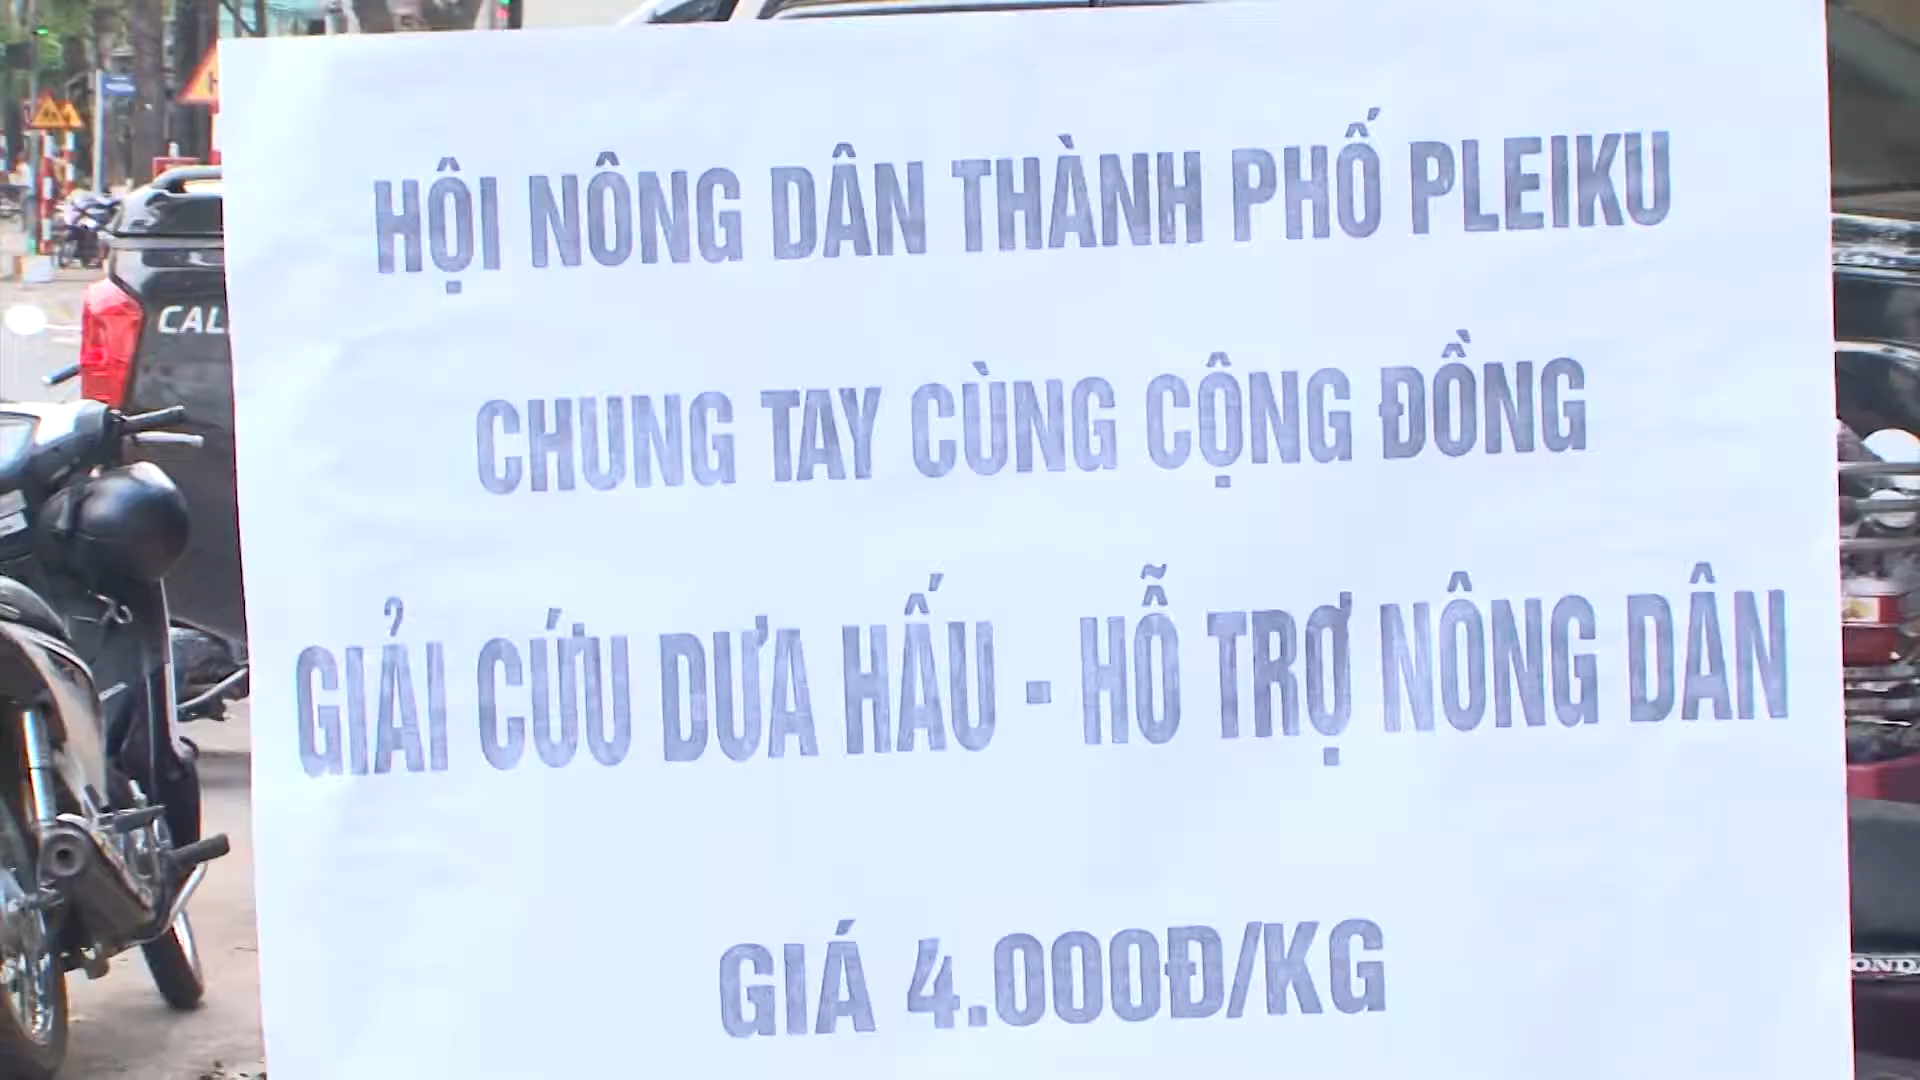 HỘI NÔNG DÂN THÀNH PHỐ PLEIKU
CHUNG TAY CÙNG CỘNG ĐỒNG
GIẢI CỨU DƯA HẤU - HỖ TRỢ NÔNG DÂN
GIÁ 4.000Đ/KG
CAL